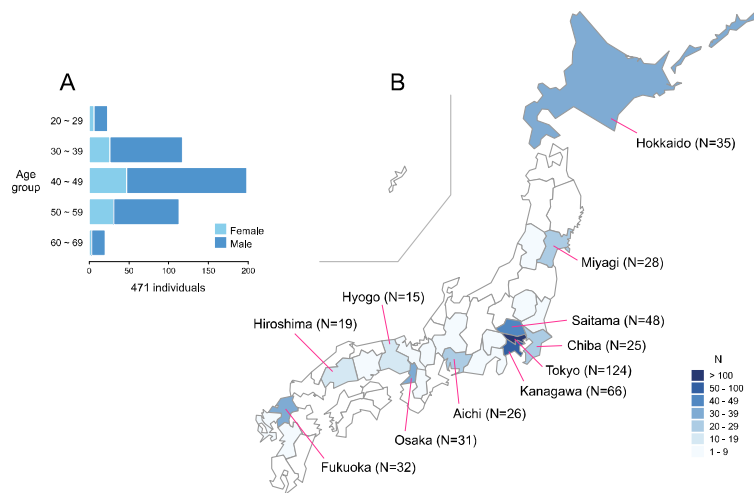 A
20 ~ 29
30 ~ 39
40 ~ 49
50 ~ 59
60 ~ 69
Age
group
Female
Male
0 50 100 150 200
471 individuals
B
Hokkaido (N=35)
Miyagi (N=28)
Hyogo (N=15)
Hiroshima (N=19)
Saitama (N=48)
Chiba (N=25)
Tokyo (N=124)
Kanagawa (N=66)
Aichi (N=26)
Osaka (N=31)
Fukuoka (N=32)
N
> 100
50 - 100
40 - 49
30 - 39
20 - 29
10 - 19
1 - 9